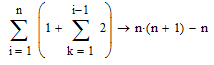 n ∑ i = 1 ( 1 + i−1 ∑ k = 1 2 ) → n·(n + 1) − n